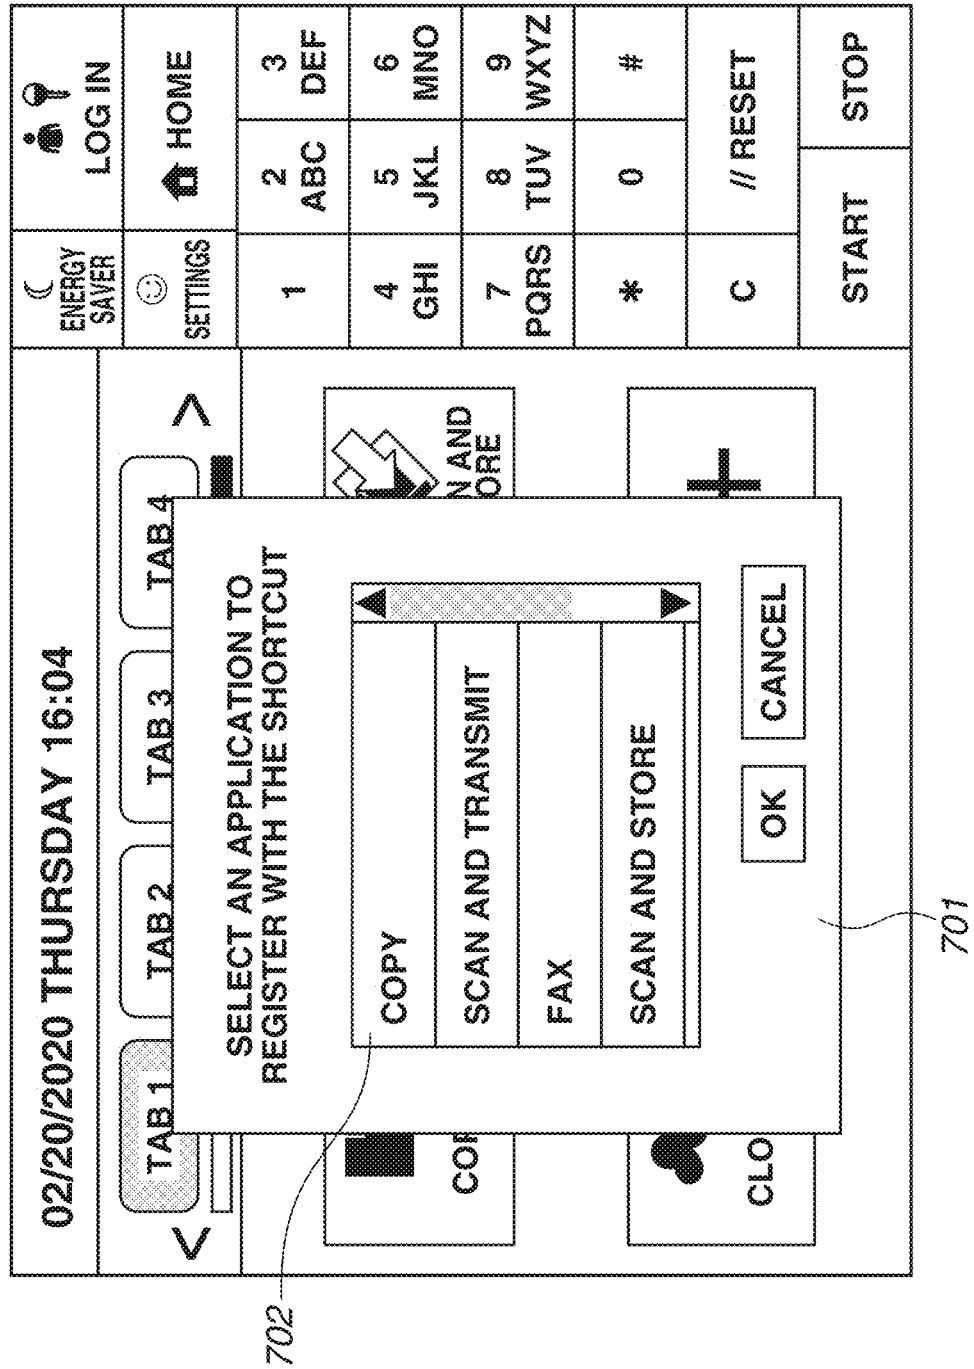 02/20/2020 THURSDAY 16:04
ENERGY
SAVER
LOG IN
< TAB 1 TAB 2 TAB 3 TAB 4 >
SETTINGS
HOME
SELECT AN APPLICATION TO
REGISTER WITH THE SHORTCUT
COPY
SCAN AND TRANSMIT
FAX
SCAN AND STORE
OK
CANCEL
N AND
ORE
CLO
+
1
2
ABC
3
DEF
4
GHI
5
JKL
6
MNO
7
PQRS
8
TUV
9
WXYZ
*
0
#
C
// RESET
START
STOP
702
701